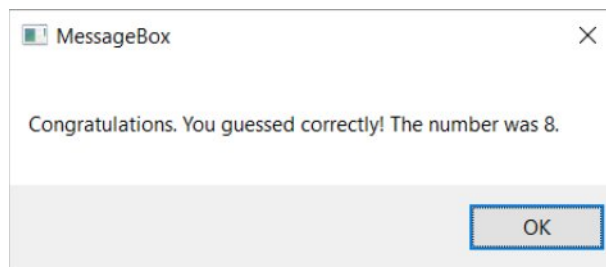 MessageBox
Congratulations. You guessed correctly! The number was 8.
OK